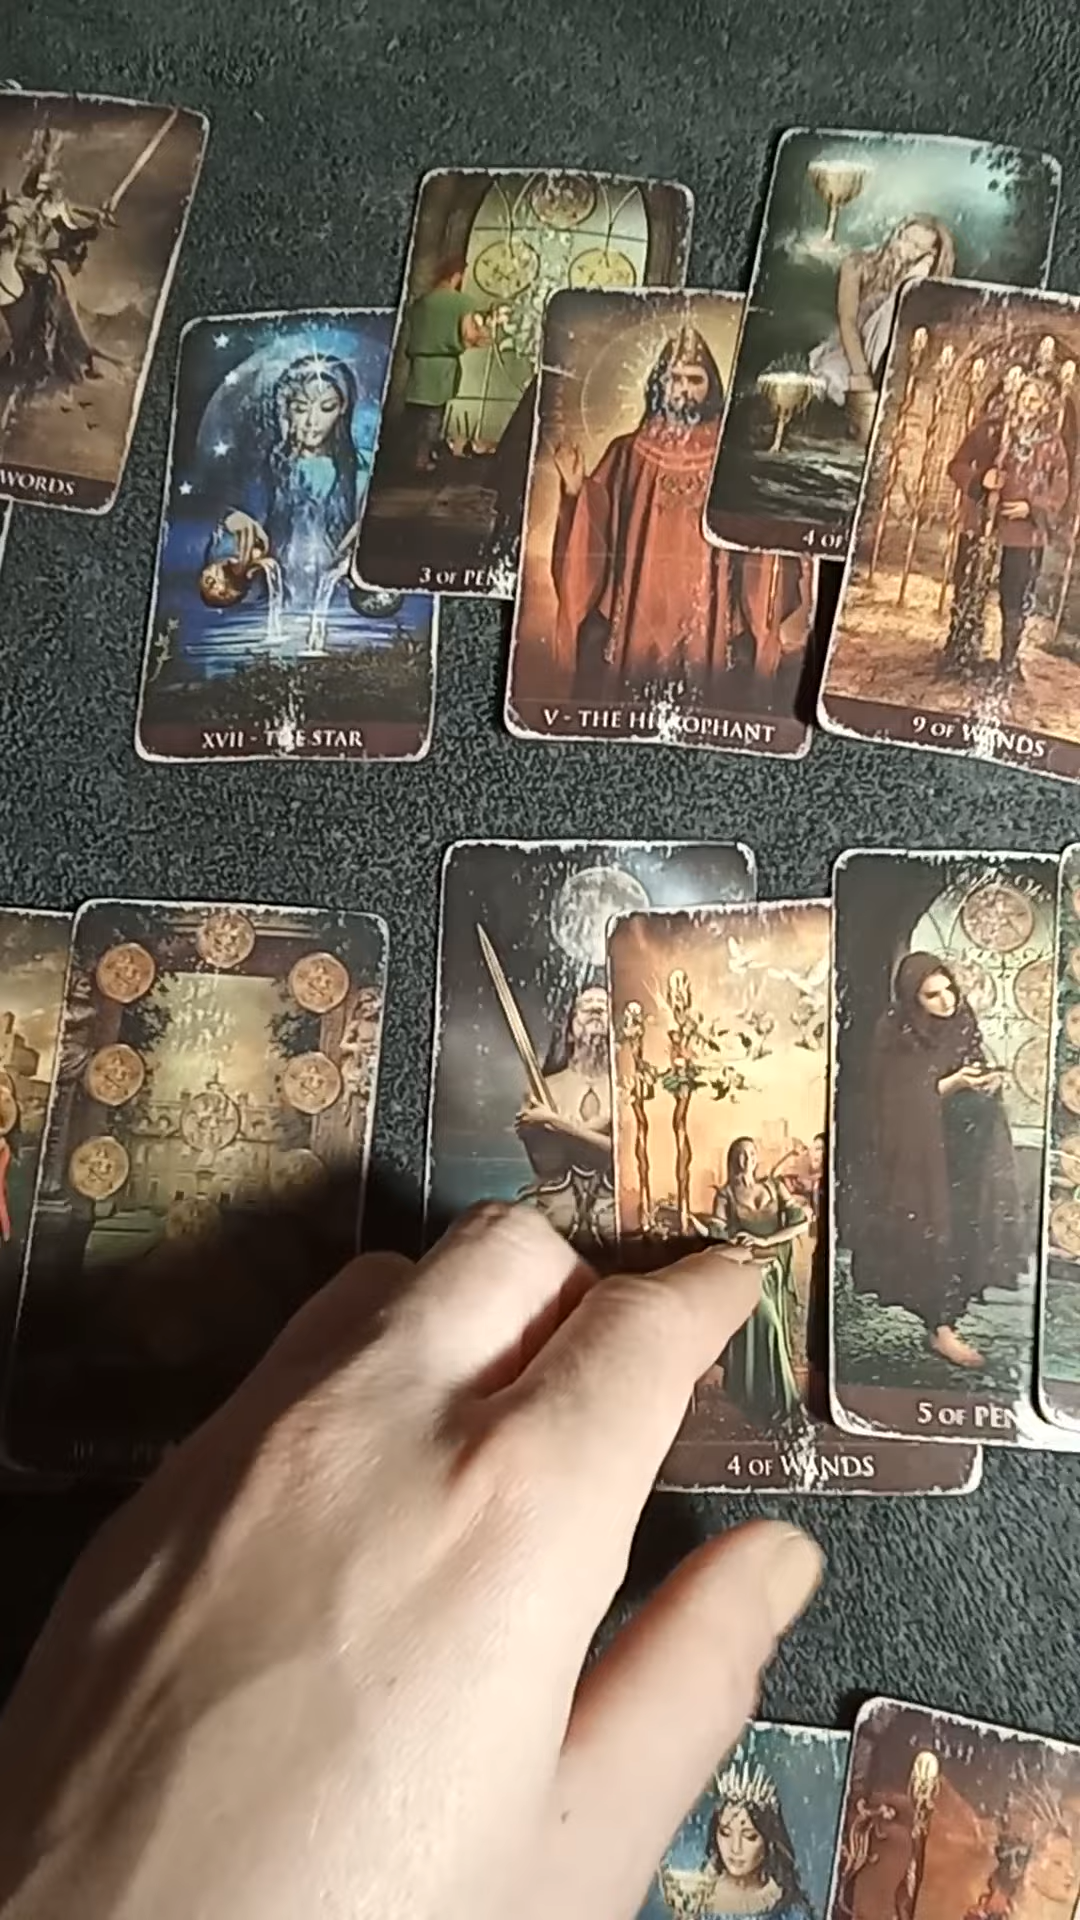 WORDS
XVII - THE STAR
3 OF PEN
V - THE HIEROPHANT
4 OF
9 OF WANDS
5 OF PEN
4 OF WANDS